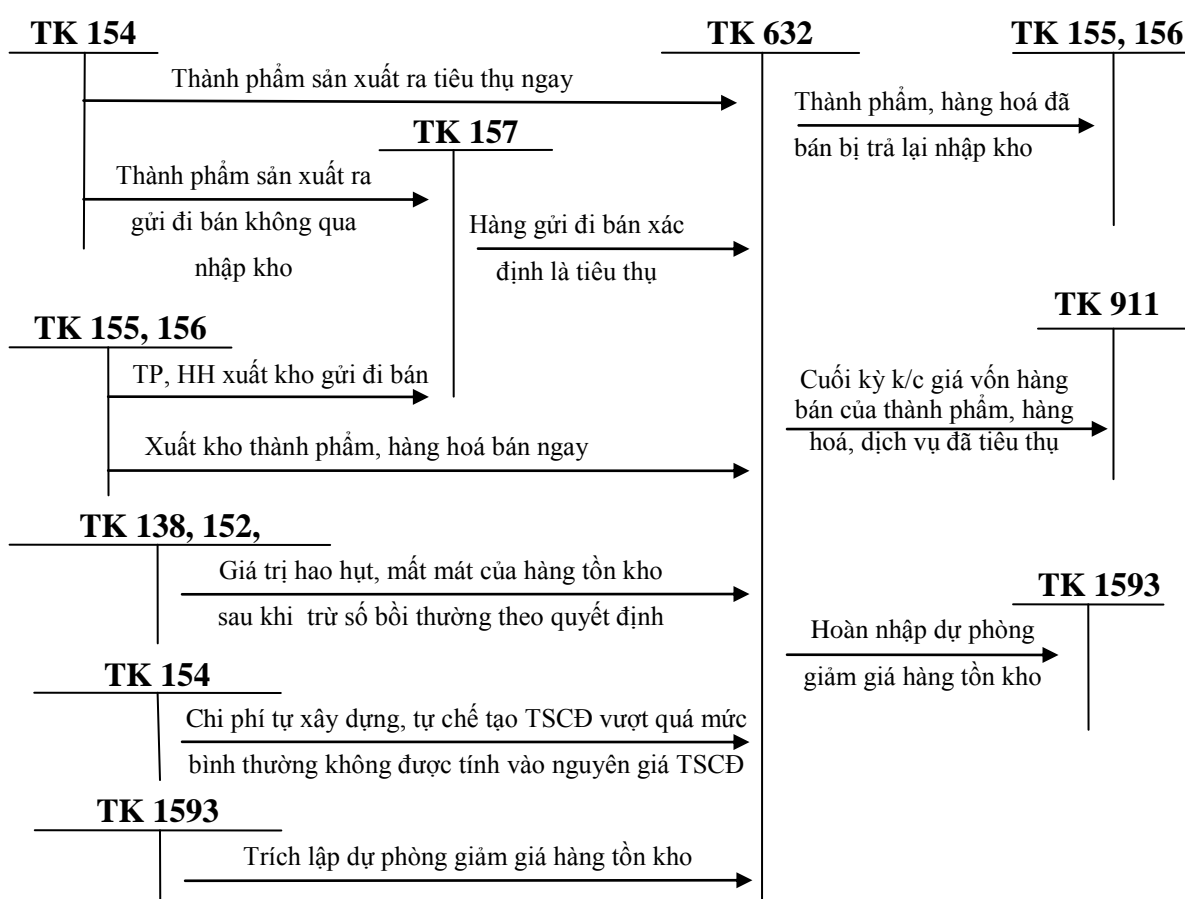 TK 154
TK 632
TK 155, 156
Thành phẩm sản xuất ra tiêu thụ ngay
Thành phẩm, hàng hoá đã
bán bị trả lại nhập kho
TK 157
Thành phẩm sản xuất ra
gửi đi bán không qua
nhập kho
Hàng gửi đi bán xác
định là tiêu thụ
TK 911
TK 155, 156
TP, HH xuất kho gửi đi bán
Cuối kỳ k/c giá vốn hàng
bán của thành phẩm, hàng
hoá, dịch vụ đã tiêu thụ
Xuất kho thành phẩm, hàng hoá bán ngay
TK 138, 152,
Giá trị hao hụt, mất mát của hàng tồn kho
sau khi trừ số bồi thường theo quyết định
TK 1593
Hoàn nhập dự phòng
giảm giá hàng tồn kho
TK 154
Chi phí tự xây dựng, tự chế tạo TSCĐ vượt quá mức
bình thường không được tính vào nguyên giá TSCĐ
TK 1593
Trích lập dự phòng giảm giá hàng tồn kho